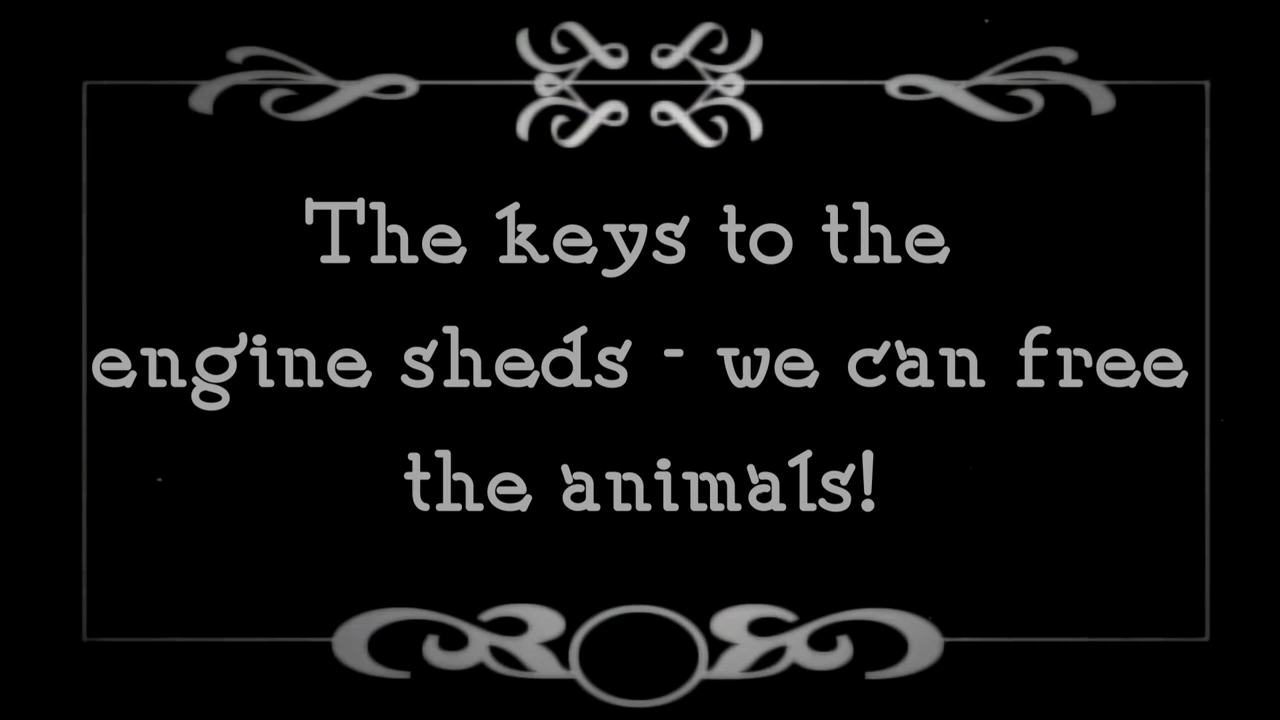 The keys to the
engine sheds - we can free
the animals!